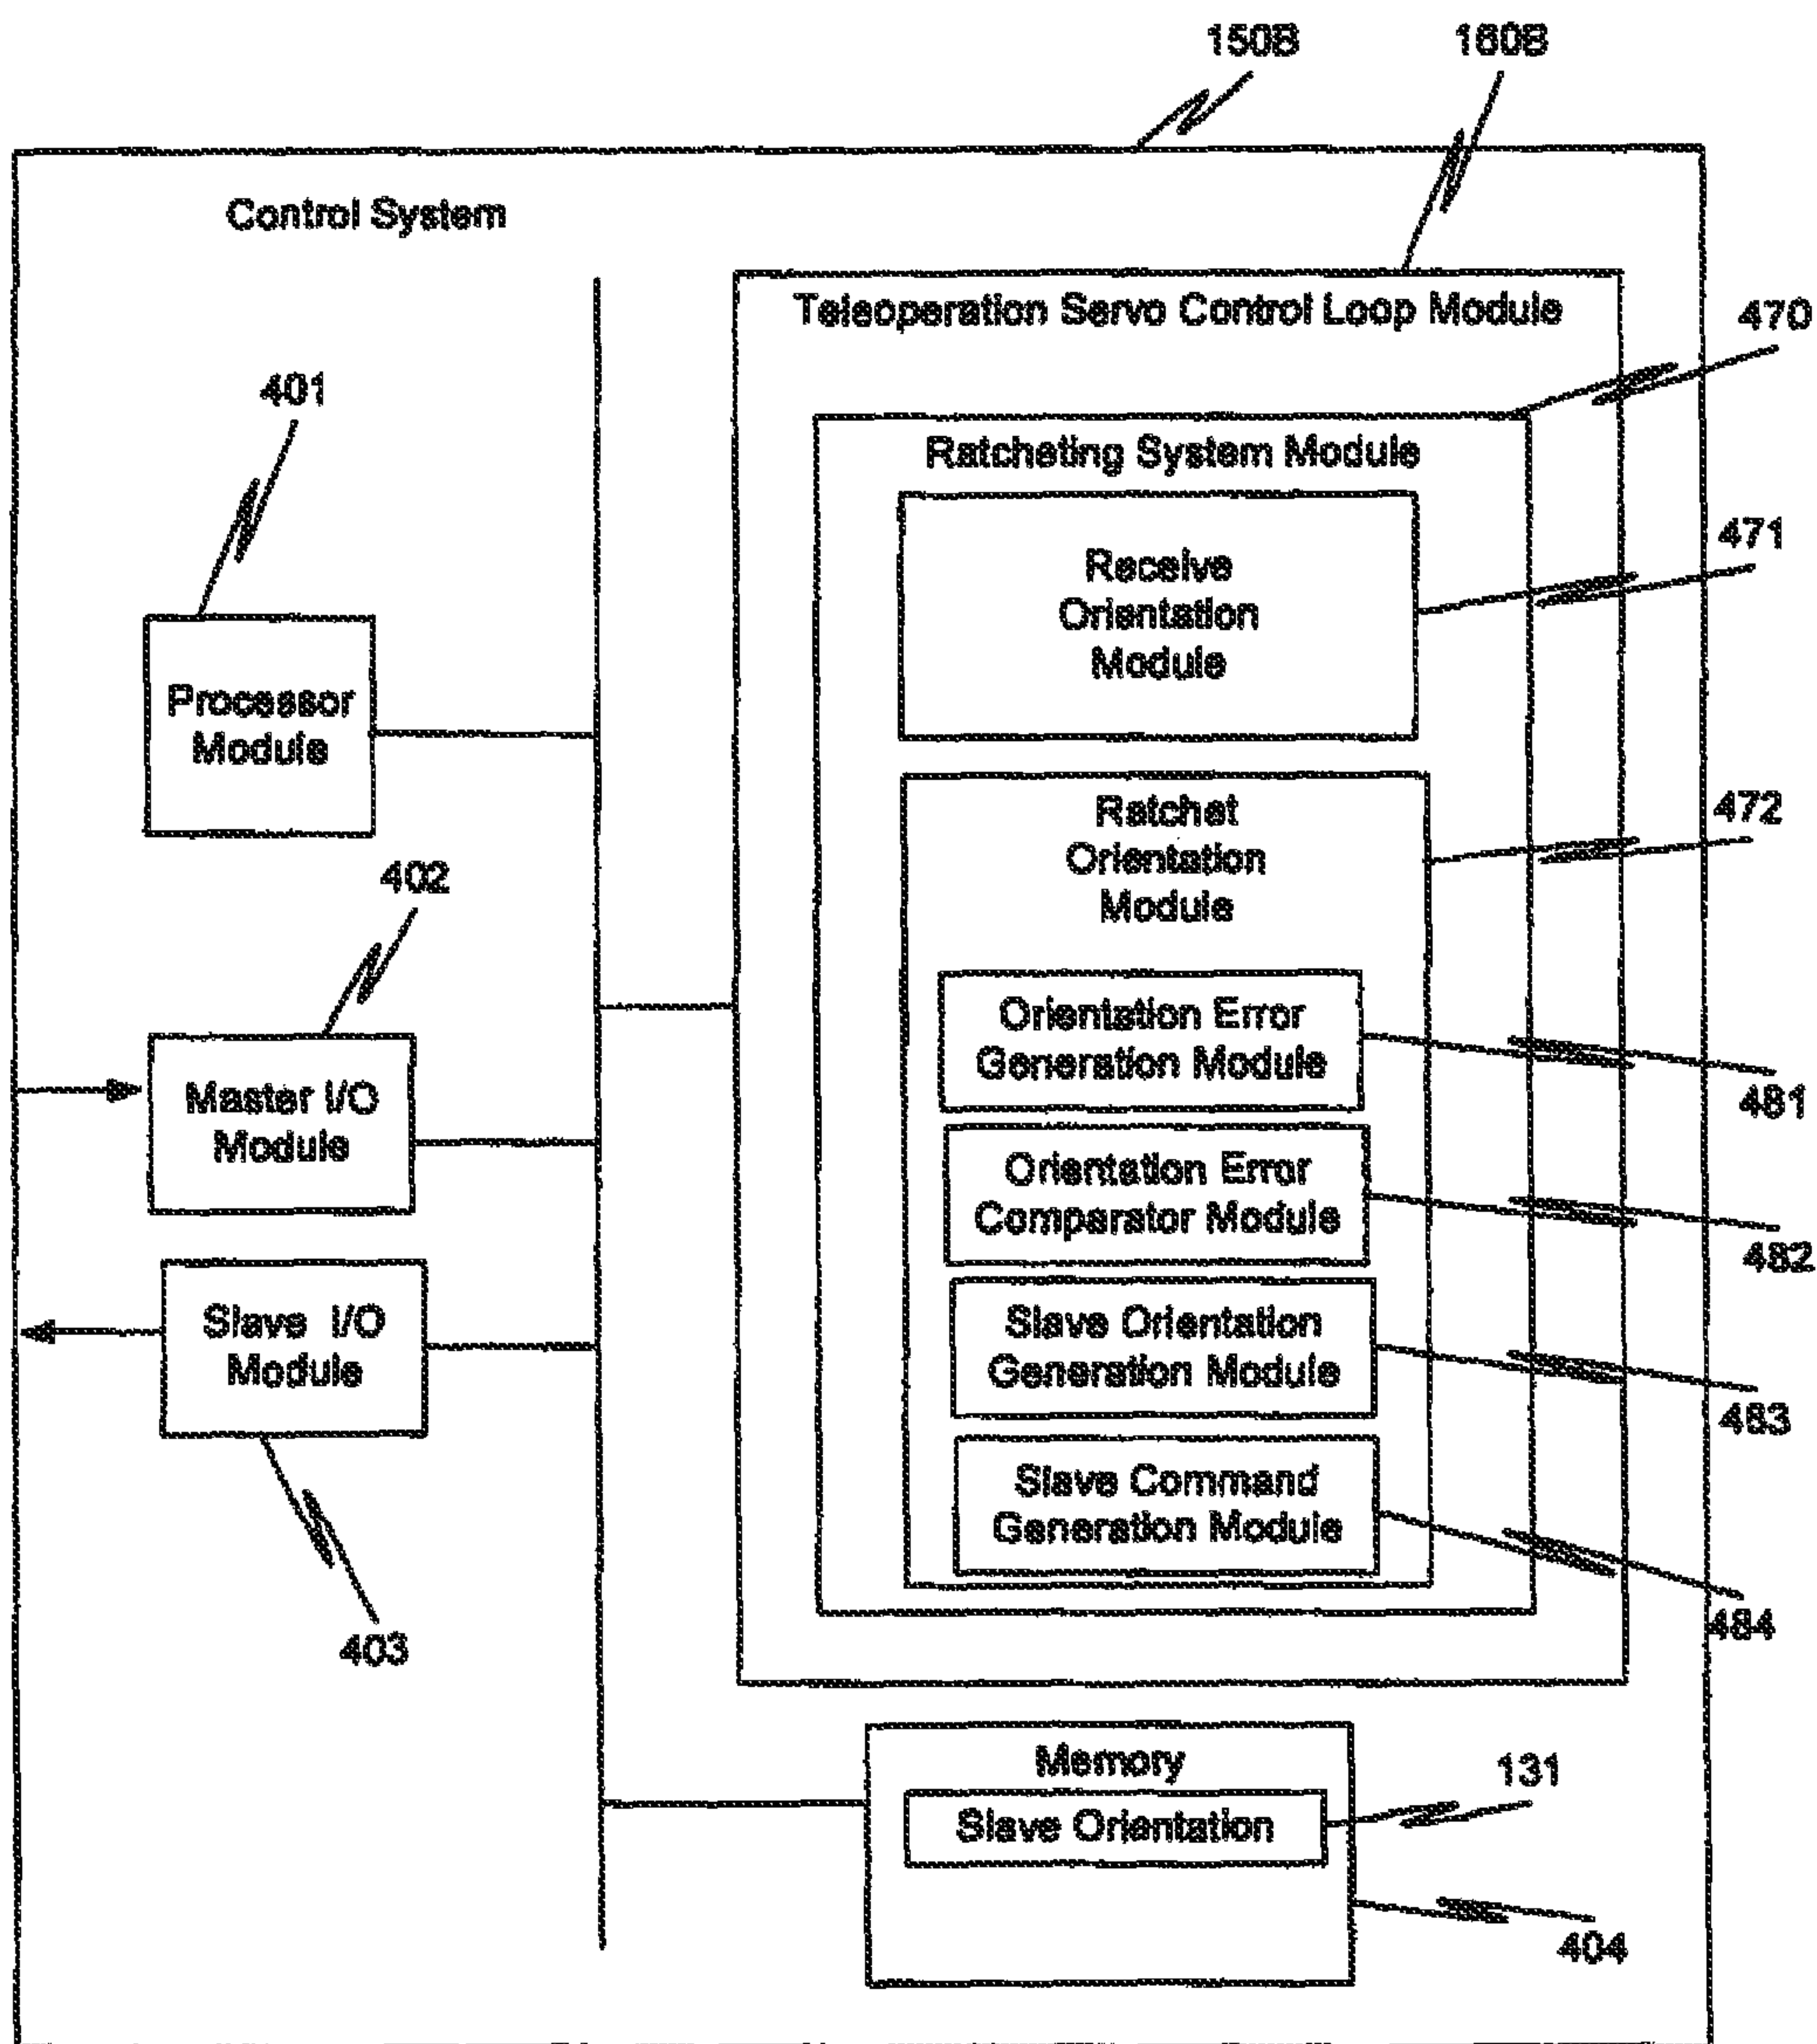 150B
160B
Control System
Teleoperation Servo Control Loop Module
470
401
Ratcheting System Module
471
Receive
Orientation
Module
Processor
Module
472
Ratchet
Orientation
Module
402
Orientation Error
Generation Module
481
Master I/O
Module
Orientation Error
Comparator Module
482
Slave I/O
Module
Slave Orientation
Generation Module
483
Slave Command
Generation Module
484
403
Memory
131
Slave Orientation
404